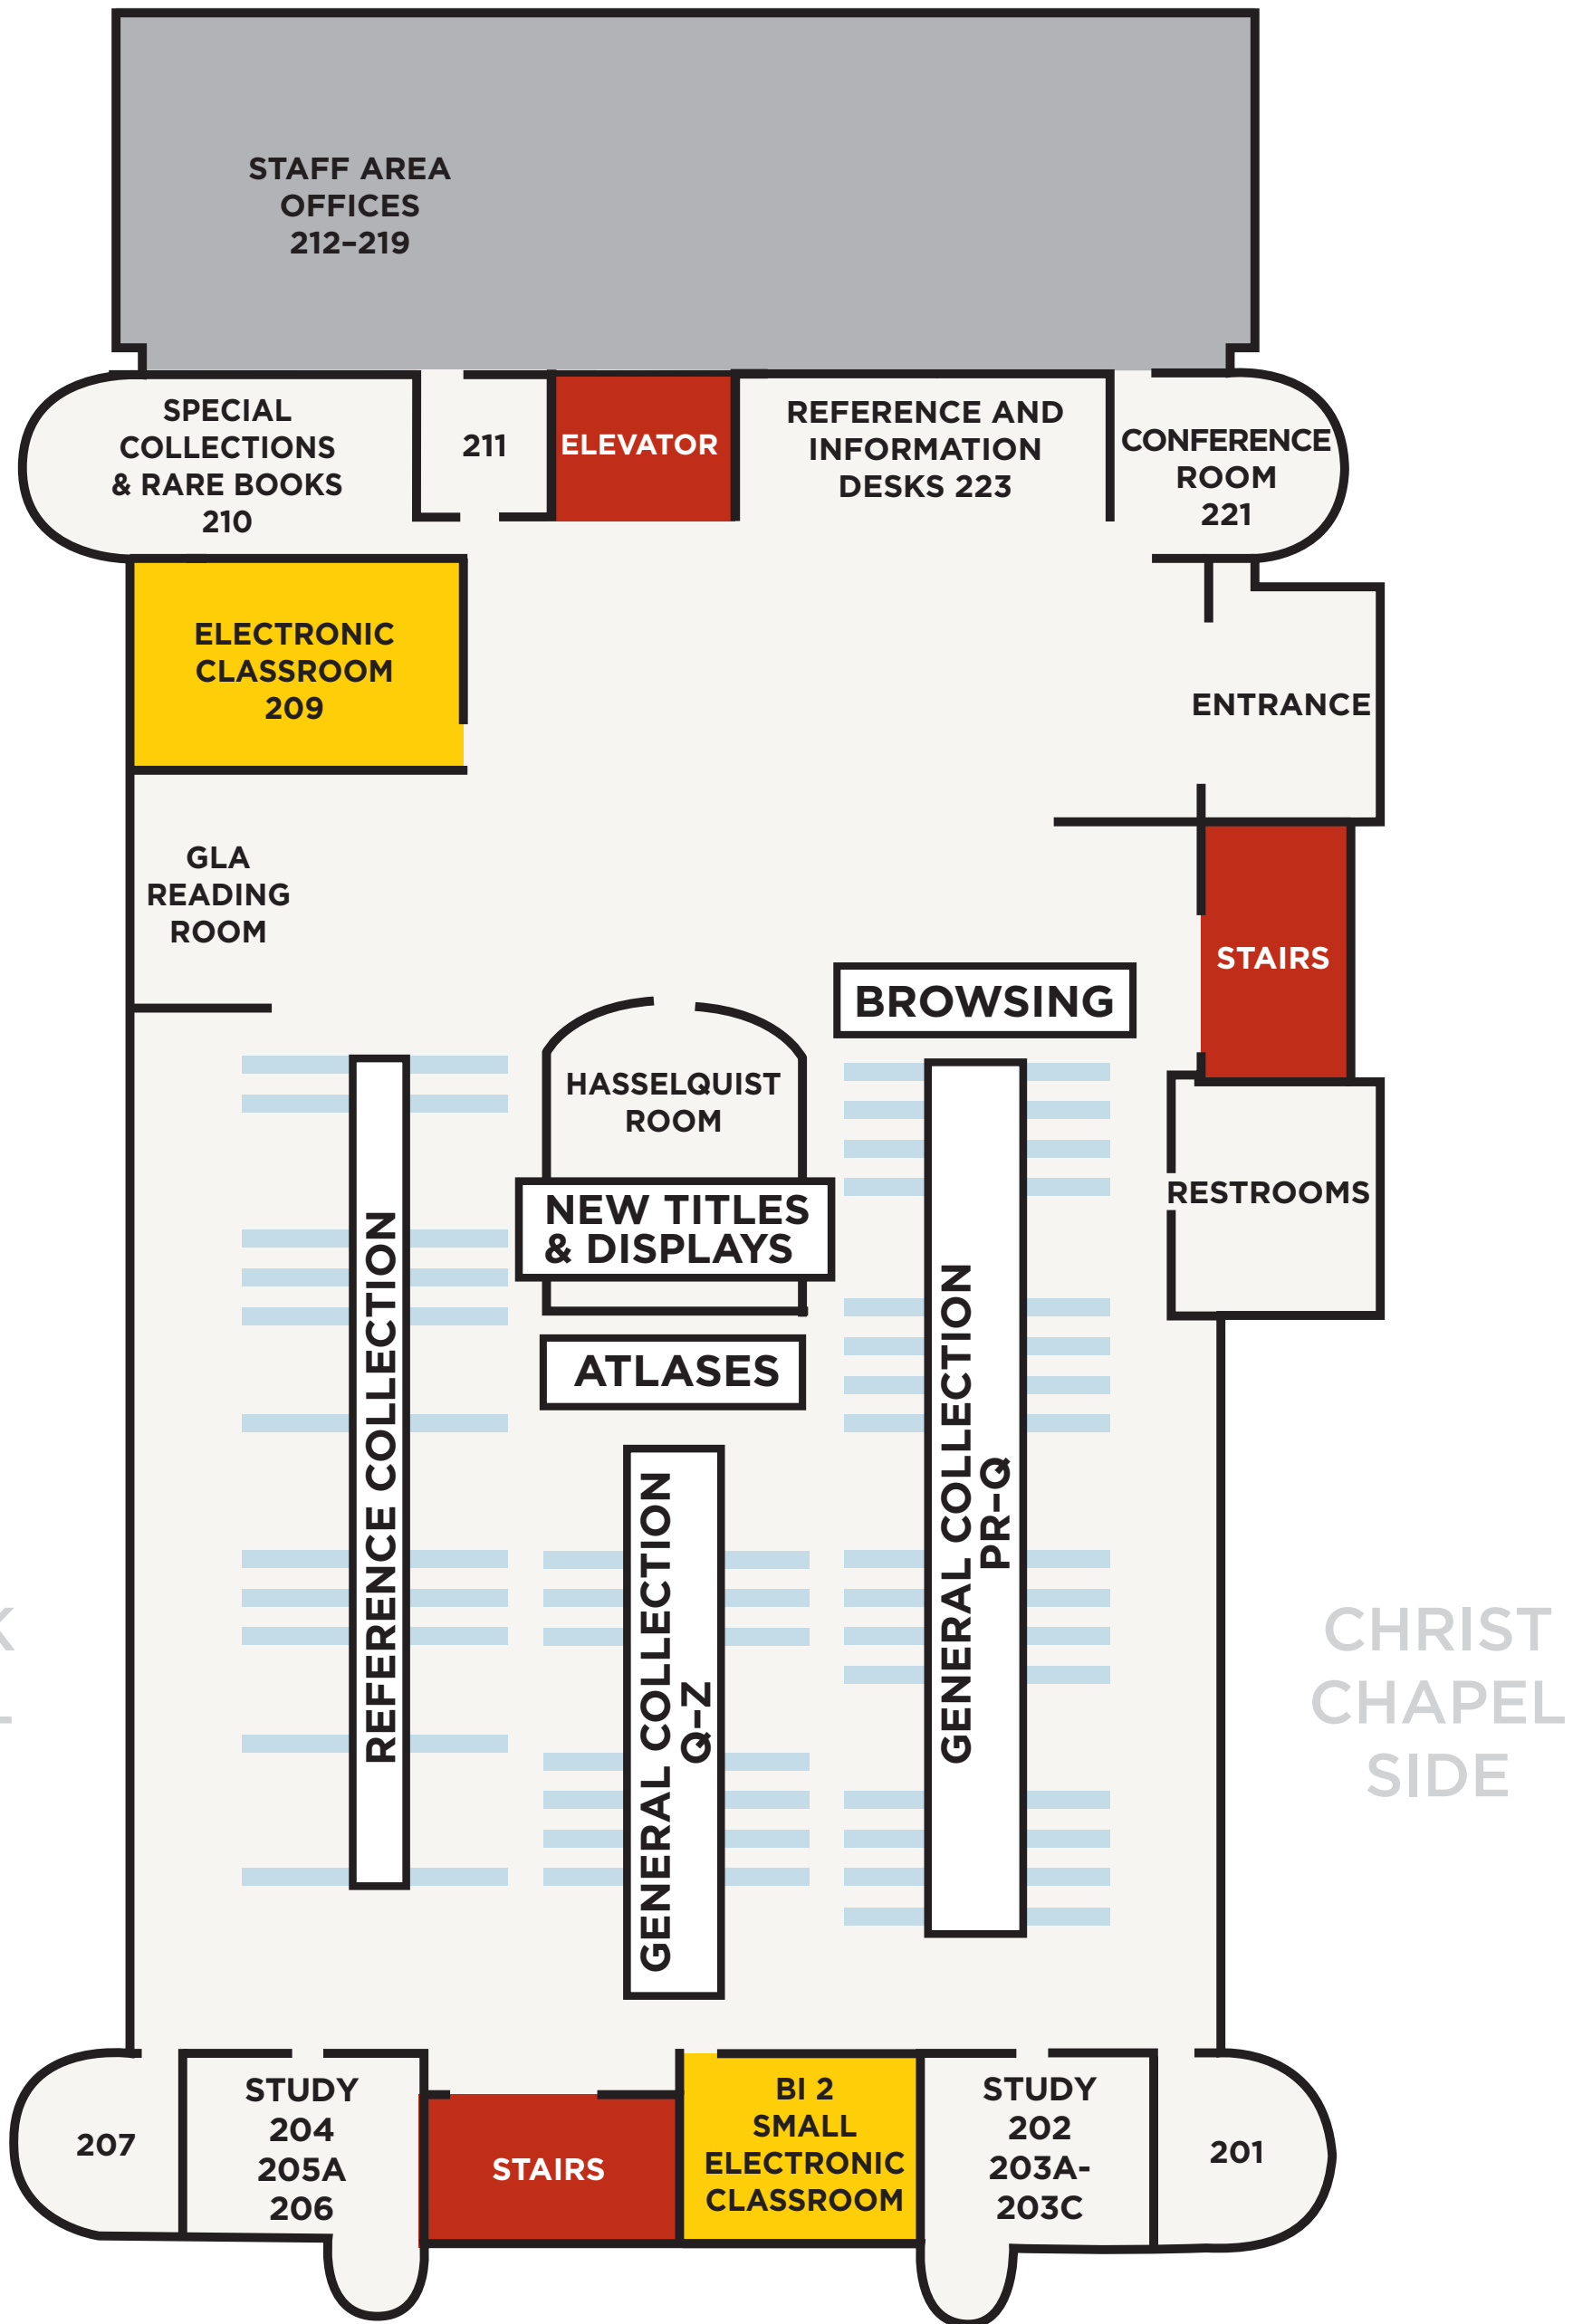 STAFF AREA
OFFICES
212–219
SPECIAL
COLLECTIONS
& RARE BOOKS
210
211
ELEVATOR
REFERENCE AND
INFORMATION
DESKS 223
CONFERENCE
ROOM
221
ELECTRONIC
CLASSROOM
209
ENTRANCE
GLA
READING
ROOM
STAIRS
BROWSING
HASSELQUIST
ROOM
RESTROOMS
NEW TITLES
& DISPLAYS
ATLASES
REFERENCE COLLECTION
GENERAL COLLECTION
Q–Z
GENERAL COLLECTION
PR–Q
CHRIST
CHAPEL
SIDE
207
STUDY
204
205A
206
STAIRS
BI 2
SMALL
ELECTRONIC
CLASSROOM
STUDY
202
203A-
203C
201